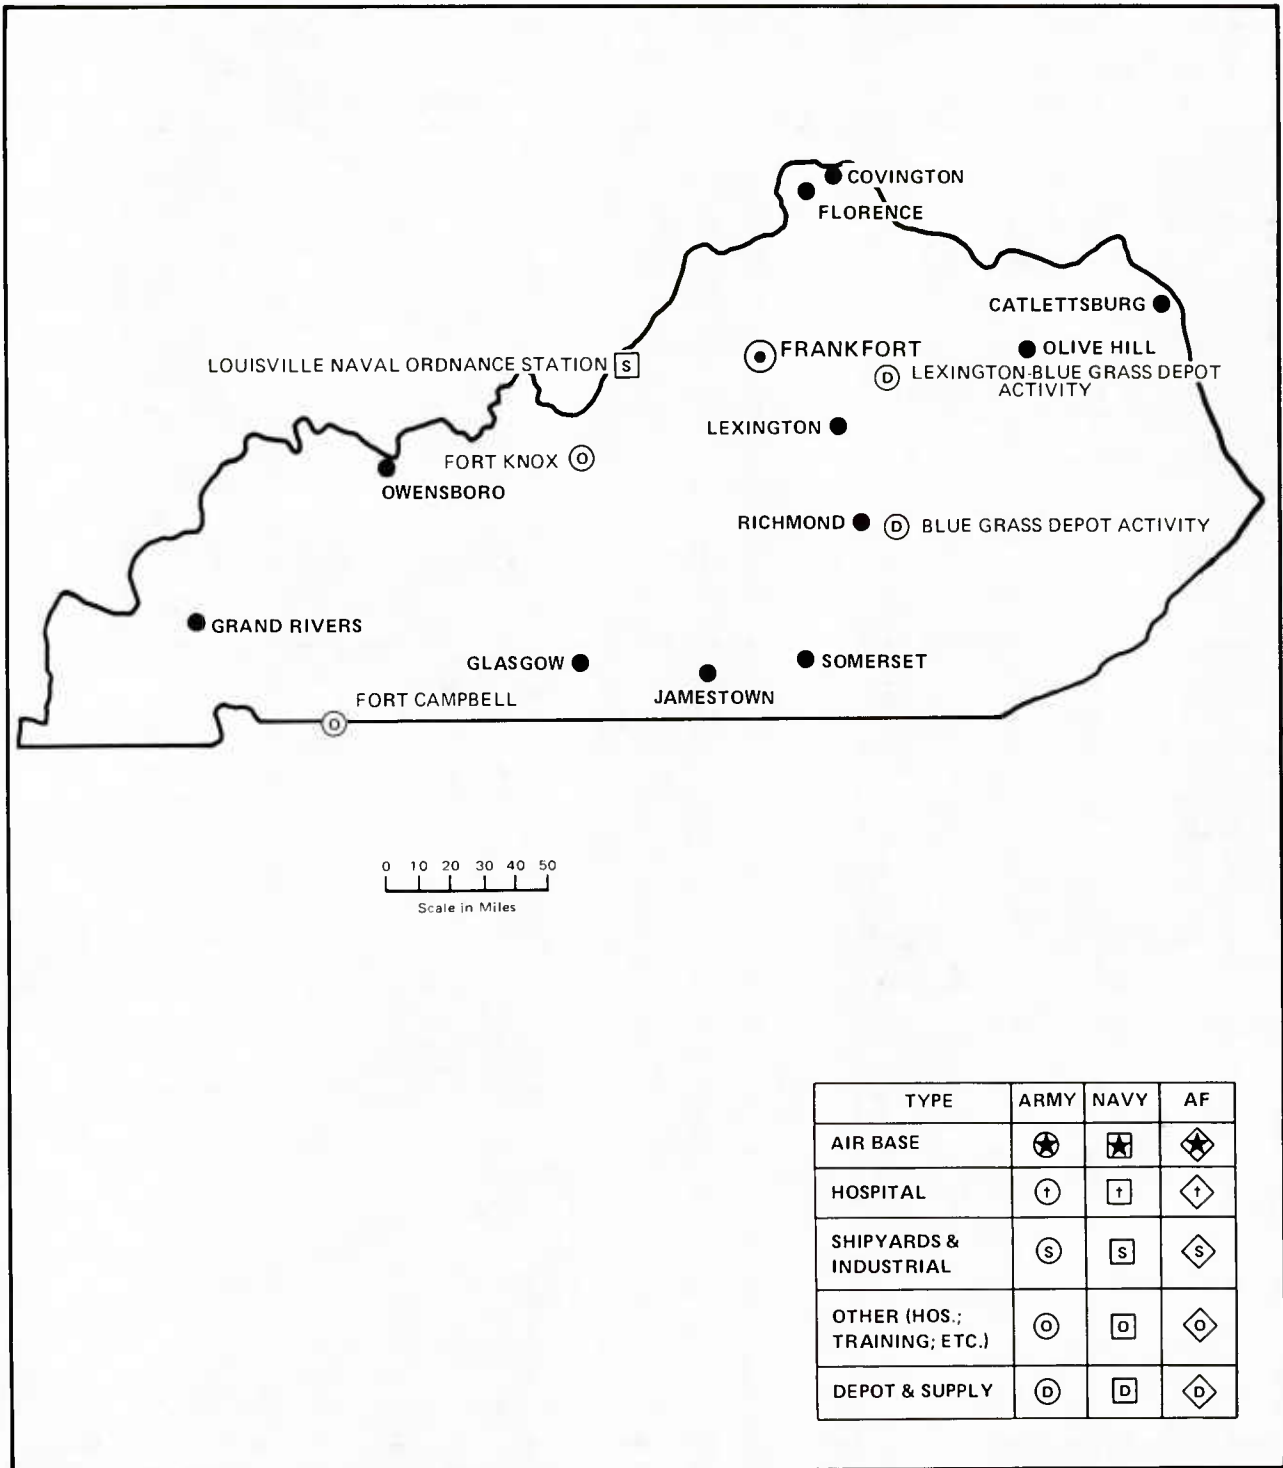 COVINGTON
FLORENCE
CATLETTSBURG
LOUISVILLE NAVAL ORDNANCE STATION S
FRANKFORT
OLIVE HILL
D LEXINGTON-BLUE GRASS DEPOT
ACTIVITY
LEXINGTON
FORT KNOX O
OWENSBORO
RICHMOND D BLUE GRASS DEPOT ACTIVITY
GRAND RIVERS
GLASGOW
SOMERSET
JAMESTOWN
FORT CAMPBELL
O
0 10 20 30 40 50
Scale in Miles
TYPE ARMY NAVY AF
AIR BASE
HOSPITAL † † †
SHIPYARDS &
INDUSTRIAL S S S
OTHER (HOS.;
TRAINING; ETC.) O O O
DEPOT & SUPPLY D D D